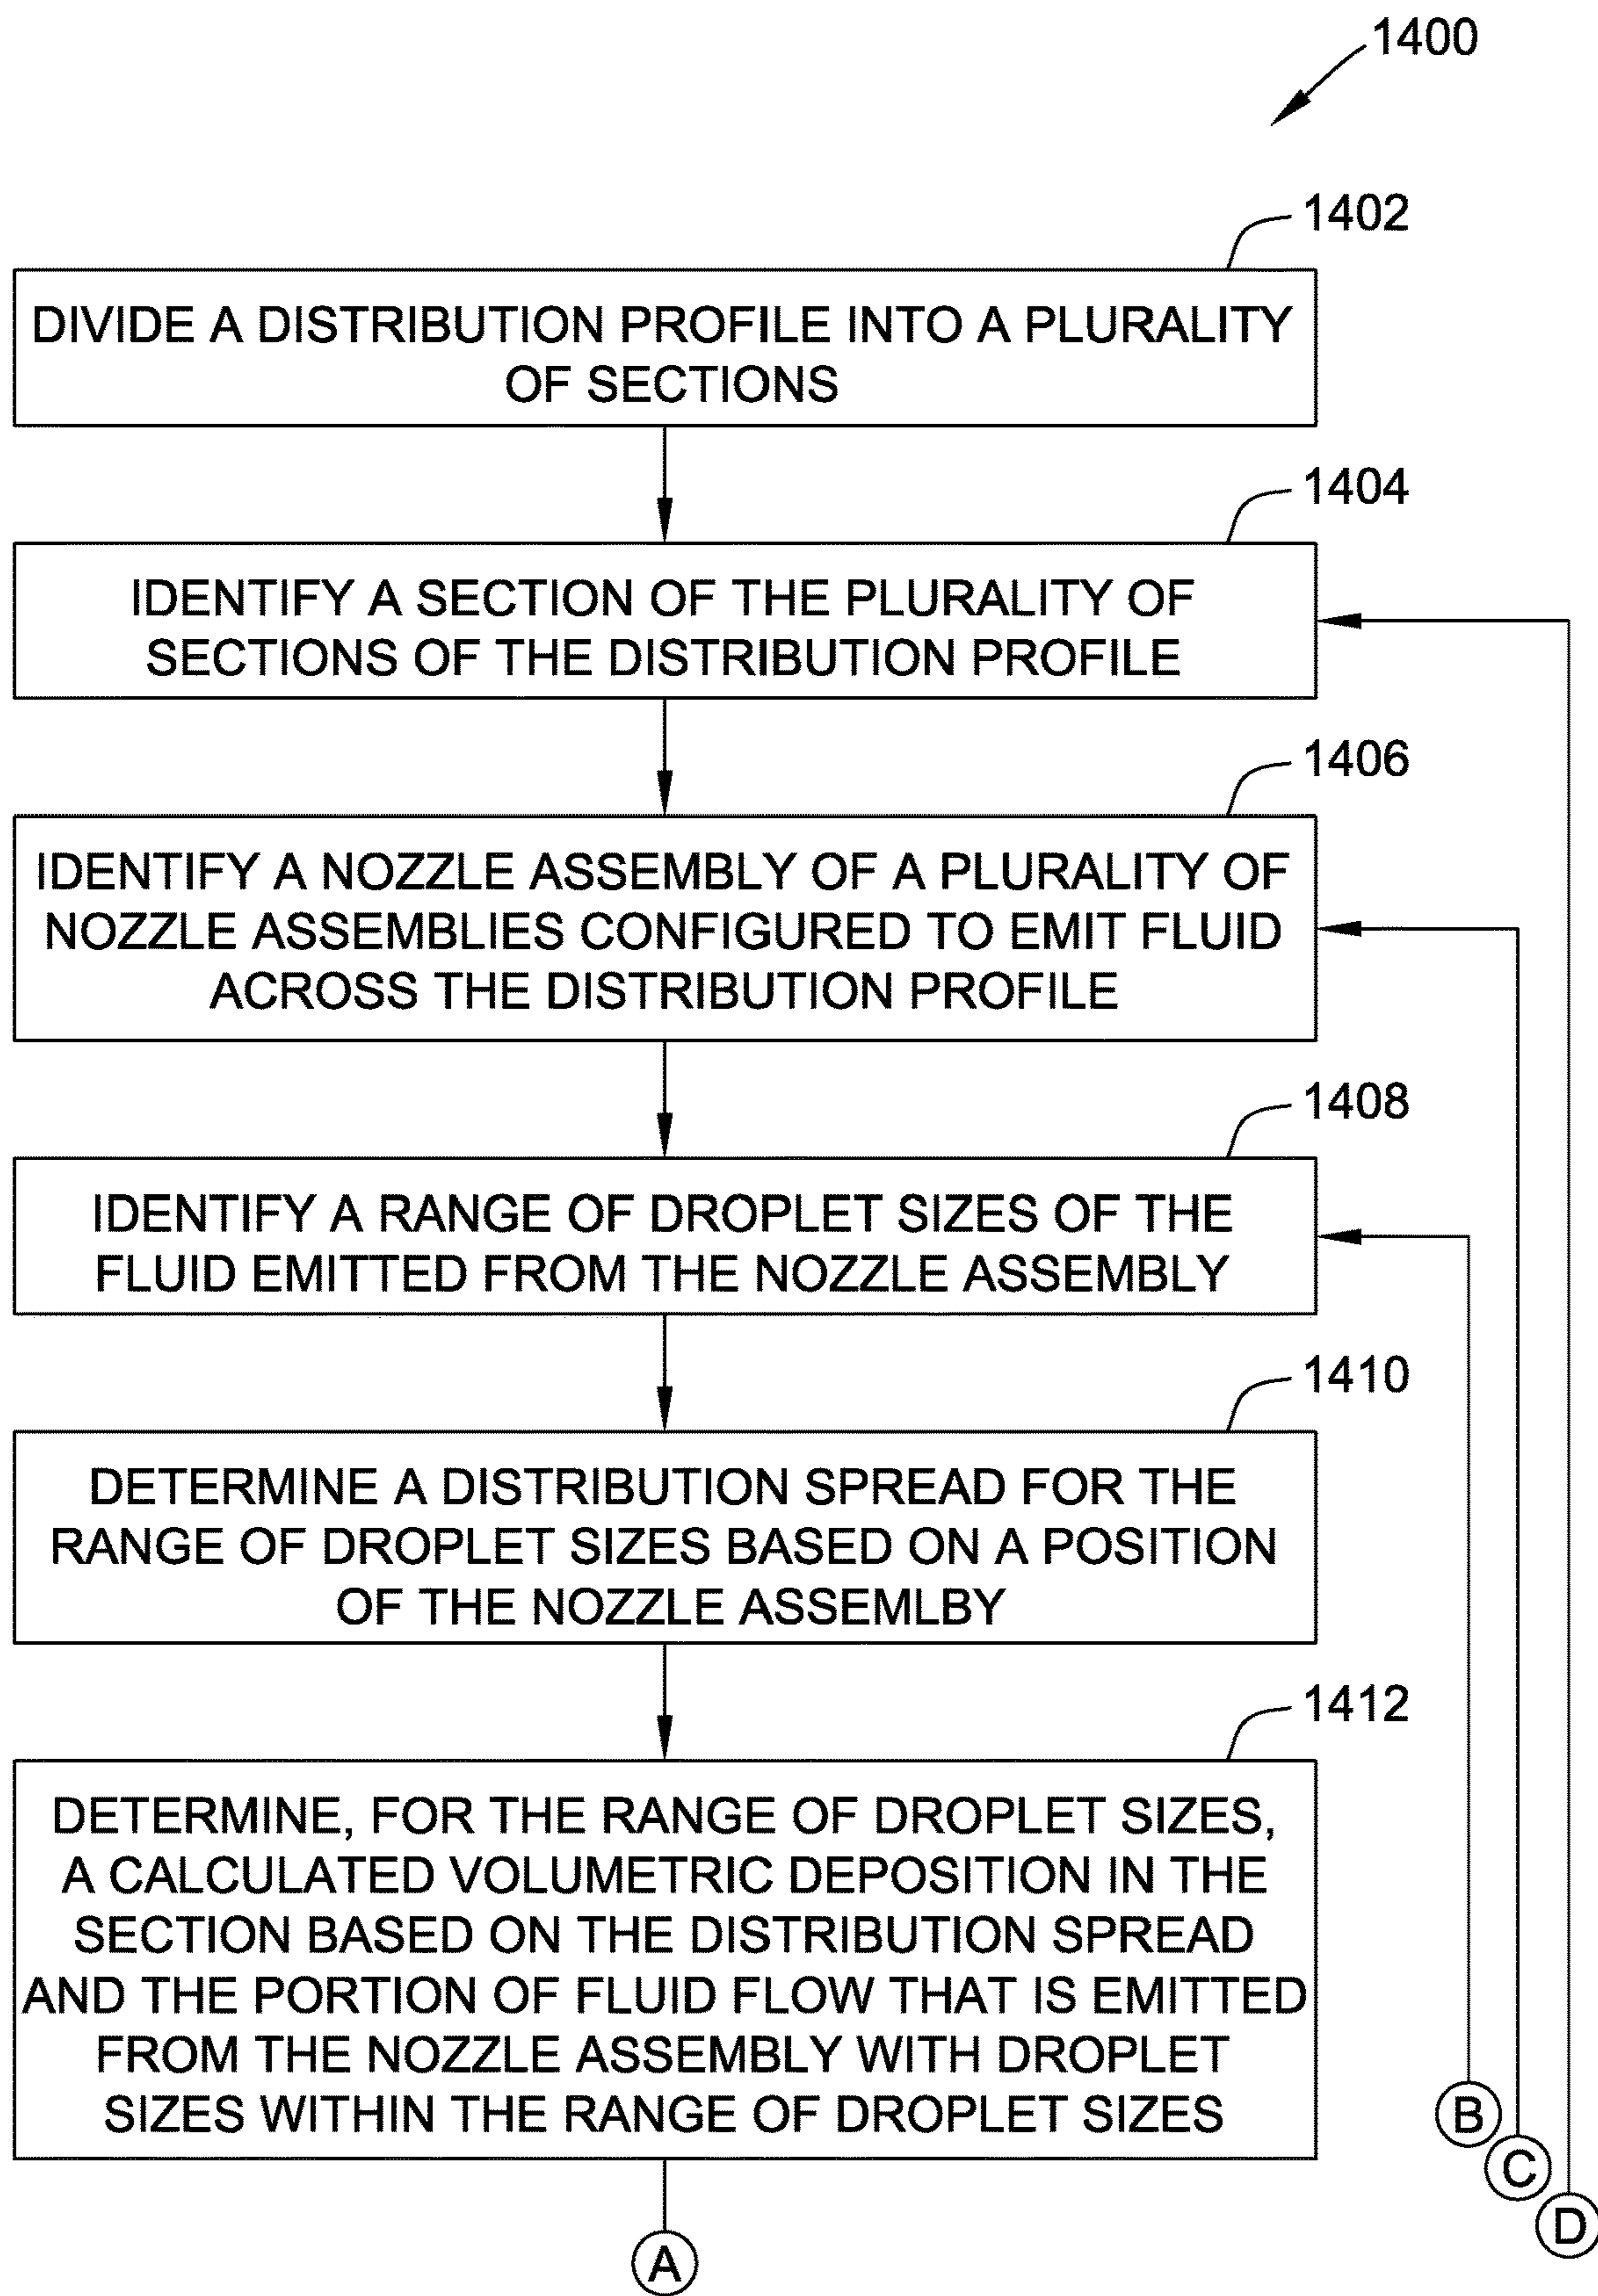 1400
1402
DIVIDE A DISTRIBUTION PROFILE INTO A PLURALITY
OF SECTIONS
1404
IDENTIFY A SECTION OF THE PLURALITY OF
SECTIONS OF THE DISTRIBUTION PROFILE
1406
IDENTIFY A NOZZLE ASSEMBLY OF A PLURALITY OF
NOZZLE ASSEMBLIES CONFIGURED TO EMIT FLUID
ACROSS THE DISTRIBUTION PROFILE
1408
IDENTIFY A RANGE OF DROPLET SIZES OF THE
FLUID EMITTED FROM THE NOZZLE ASSEMBLY
1410
DETERMINE A DISTRIBUTION SPREAD FOR THE
RANGE OF DROPLET SIZES BASED ON A POSITION
OF THE NOZZLE ASSEMLBY
1412
DETERMINE, FOR THE RANGE OF DROPLET SIZES,
A CALCULATED VOLUMETRIC DEPOSITION IN THE
SECTION BASED ON THE DISTRIBUTION SPREAD
AND THE PORTION OF FLUID FLOW THAT IS EMITTED
FROM THE NOZZLE ASSEMBLY WITH DROPLET
SIZES WITHIN THE RANGE OF DROPLET SIZES
B
C
D
A